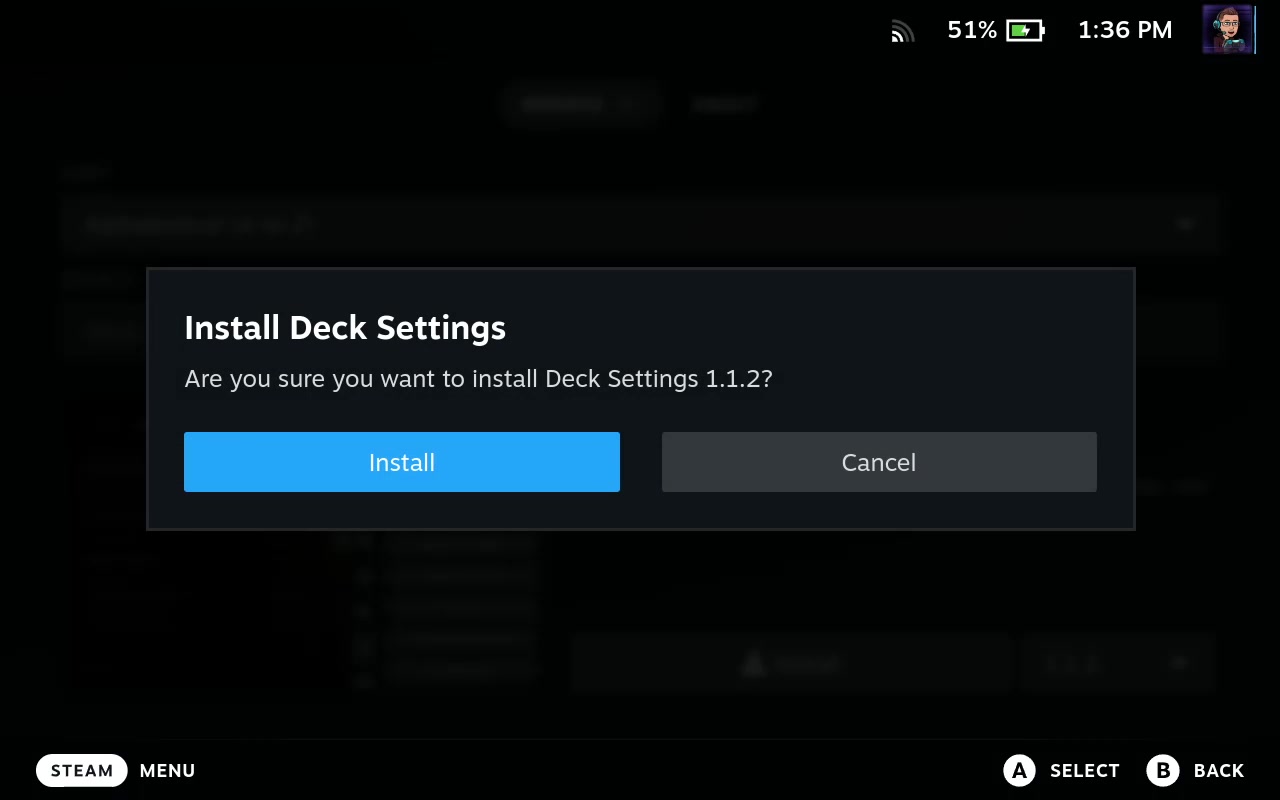 51% 1:36 PM
Install Deck Settings
Are you sure you want to install Deck Settings 1.1.2?
Install Cancel
STEAM MENU A SELECT B BACK